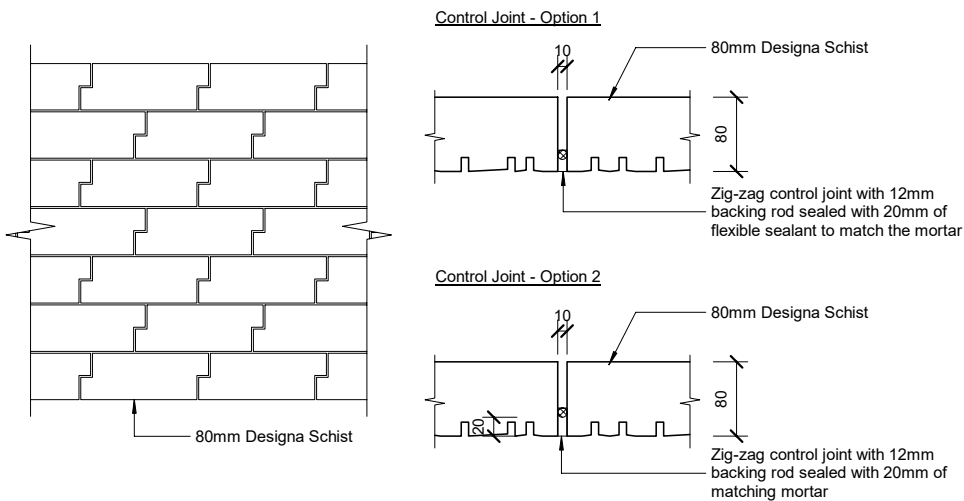 80mm Designa Schist
Control Joint - Option 1
10
80mm Designa Schist
80
Zig-zag control joint with 12mm
backing rod sealed with 20mm of
flexible sealant to match the mortar
Control Joint - Option 2
10
80mm Designa Schist
20
80
Zig-zag control joint with 12mm
backing rod sealed with 20mm of
matching mortar